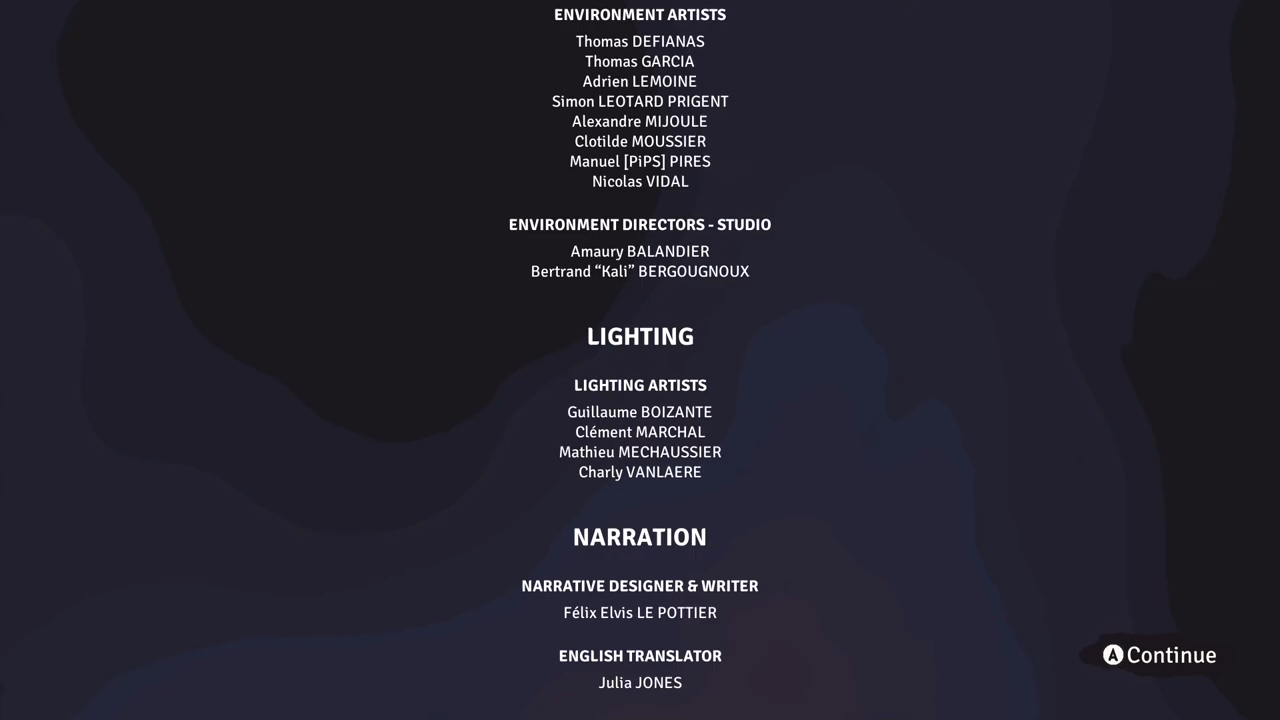 ENVIRONMENT ARTISTS
Thomas DEFIANAS
Thomas GARCIA
Adrien LEMOINE
Simon LEOTARD PRIGENT
Alexandre MIJOULE
Clotilde MOUSSIER
Manuel [PiPS] PIRES
Nicolas VIDAL
ENVIRONMENT DIRECTORS - STUDIO
Amaury BALANDIER
Bertrand “Kali” BERGOUGNOUX
LIGHTING
LIGHTING ARTISTS
Guillaume BOIZANTE
Clément MARCHAL
Mathieu MECHAUSSIER
Charly VANLAERE
NARRATION
NARRATIVE DESIGNER & WRITER
Félix Elvis LE POTTIER
ENGLISH TRANSLATOR
Julia JONES
A Continue